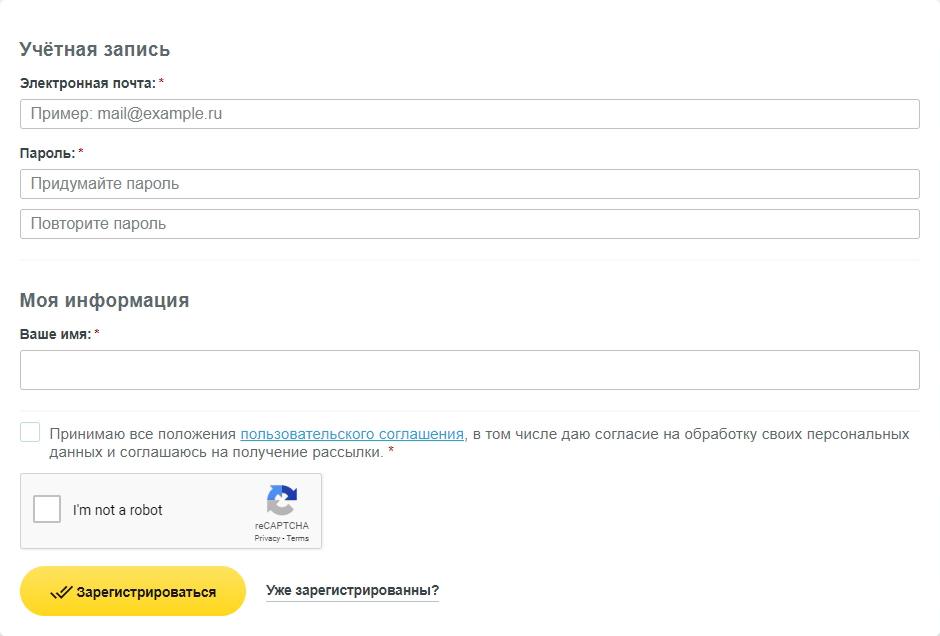 Учётная запись
Электронная почта: *
Пример: mail@example.ru
Пароль: *
Придумайте пароль
Повторите пароль
Моя информация
Ваше имя: *
Принимаю все положения пользовательского соглашения, в том числе даю согласие на обработку своих персональных
данных и соглашаюсь на получение рассылки. *
I'm not a robot
reCAPTCHA
Privacy - Terms
Зарегистрироваться
Уже зарегистрированны?